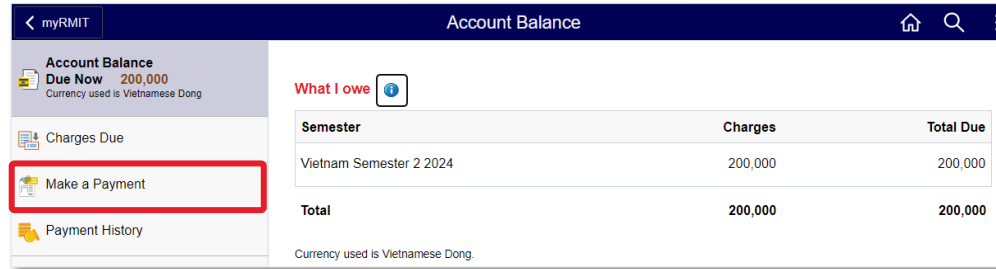 myRMIT
Account Balance
Account Balance
Due Now 200,000
Currency used is Vietnamese Dong
Charges Due
Make a Payment
Payment History
What I owe
Semester Charges Total Due
Vietnam Semester 2 2024 200,000 200,000
Total 200,000 200,000
Currency used is Vietnamese Dong.